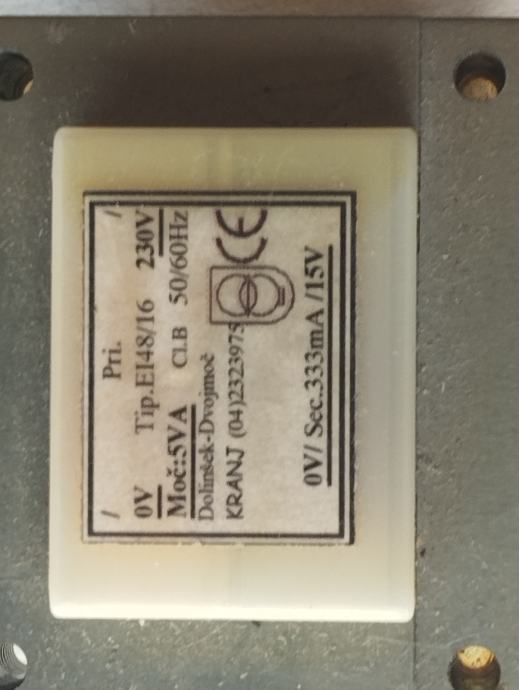 / Pri. /
0V Tip.EI48/16 230V
Moč:5VA Cl.B 50/60Hz
Dolinšek-Dvojmoč
KRANJ (04)2323975
CE
0V/ Sec.333mA /15V